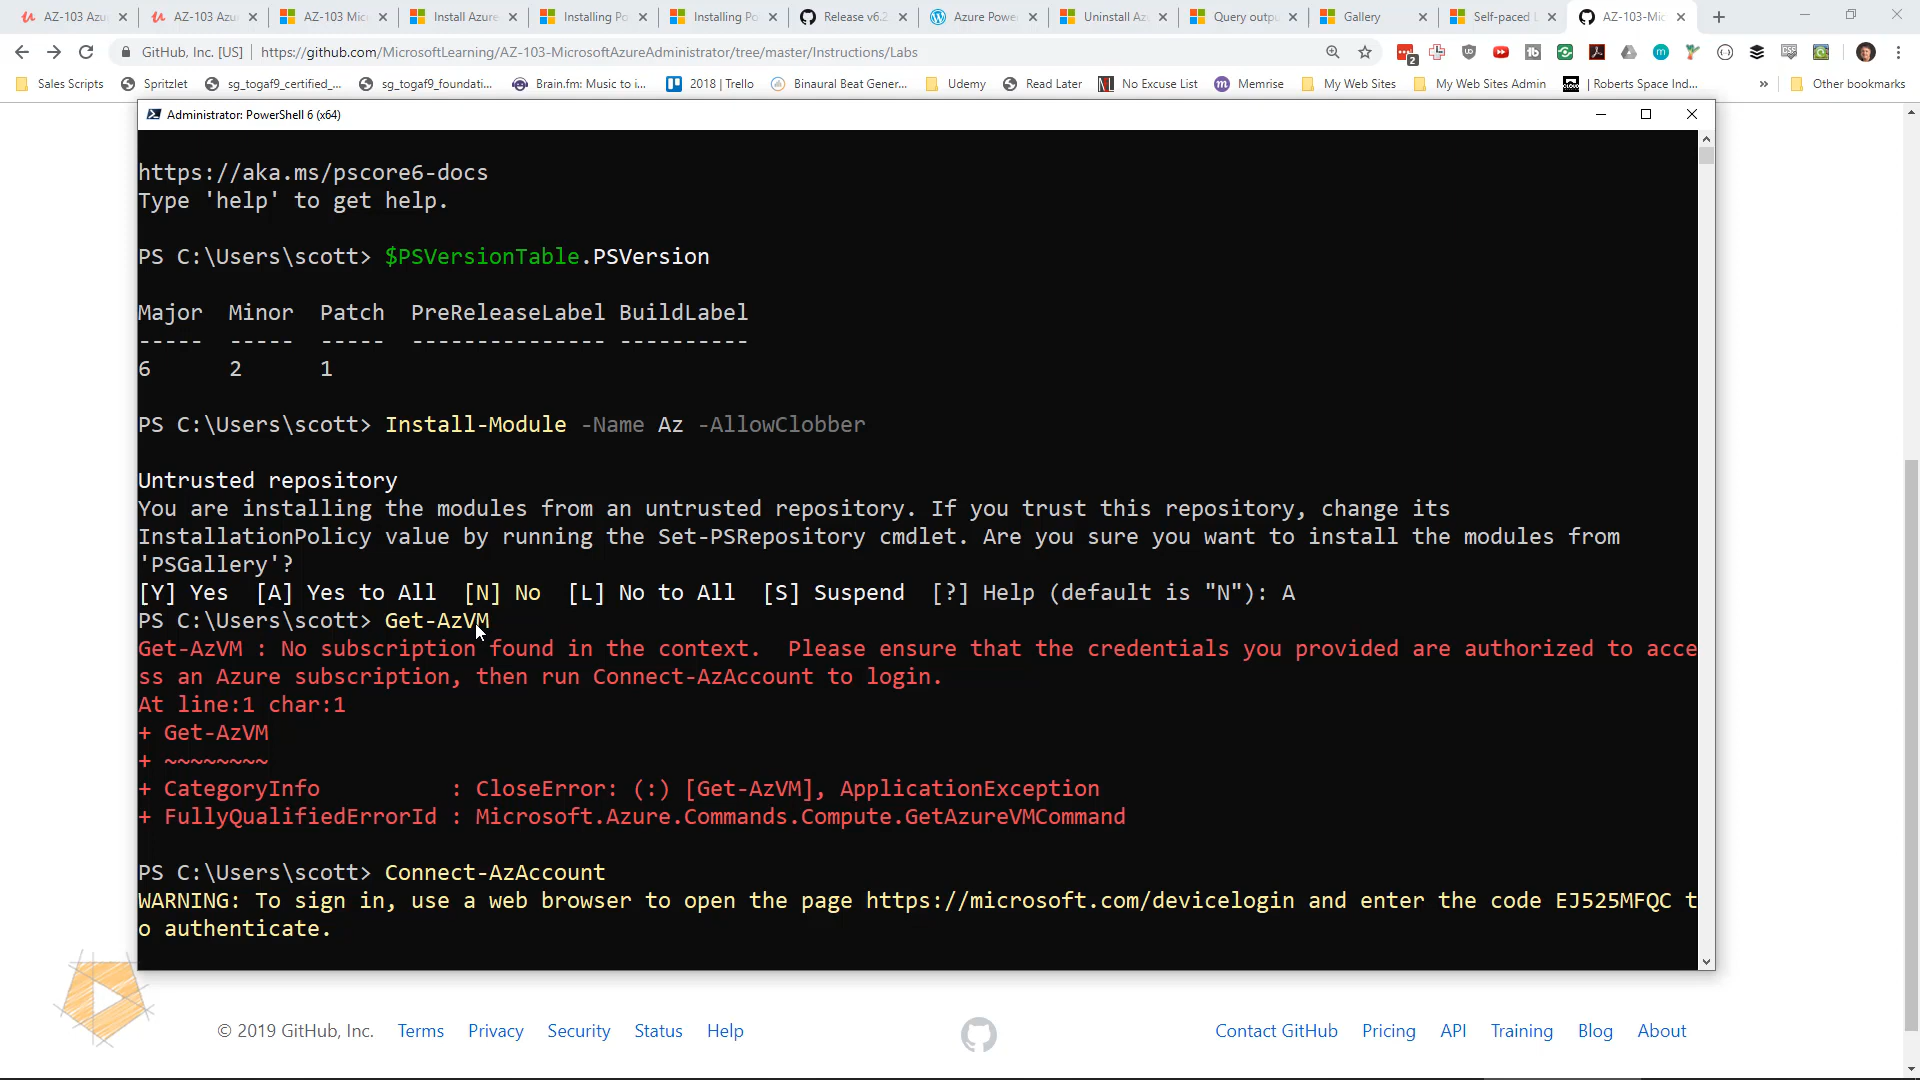 AZ-103 Azu
AZ-103 Azu
AZ-103 Mic
Install Azure
Installing Po
Installing Po
Release v6.2
Azure Power
Uninstall Az
Query outpu
Gallery
Self-paced L
AZ-103-Mic
GitHub, Inc. [US] | https://github.com/MicrosoftLearning/AZ-103-MicrosoftAzureAdministrator/tree/master/Instructions/Labs
2
Sales Scripts
Spritzlet
sg_togaf9_certified_...
sg_togaf9_foundati...
Brain.fm: Music to i...
2018 | Trello
Binaural Beat Gener...
Udemy
Read Later
No Excuse List
Memrise
My Web Sites
My Web Sites Admin
| Roberts Space Ind...
»
Other bookmarks
Administrator: PowerShell 6 (x64)
https://aka.ms/pscore6-docs
Type 'help' to get help.
PS C:\Users\scott> $PSVersionTable.PSVersion
Major  Minor  Patch  PreReleaseLabel BuildLabel
-----  -----  -----  --------------- ----------
6      2      1
PS C:\Users\scott> Install-Module -Name Az -AllowClobber
Untrusted repository
You are installing the modules from an untrusted repository. If you trust this repository, change its
InstallationPolicy value by running the Set-PSRepository cmdlet. Are you sure you want to install the modules from
'PSGallery'?
[Y] Yes  [A] Yes to All  [N] No  [L] No to All  [S] Suspend  [?] Help (default is "N"): A
PS C:\Users\scott> Get-AzVM
Get-AzVM : No subscription found in the context.  Please ensure that the credentials you provided are authorized to acce
ss an Azure subscription, then run Connect-AzAccount to login.
At line:1 char:1
+ Get-AzVM
+ ~~~~~~~~
+ CategoryInfo          : CloseError: (:) [Get-AzVM], ApplicationException
+ FullyQualifiedErrorId : Microsoft.Azure.Commands.Compute.GetAzureVMCommand
PS C:\Users\scott> Connect-AzAccount
WARNING: To sign in, use a web browser to open the page https://microsoft.com/devicelogin and enter the code EJ525MFQC t
o authenticate.
© 2019 GitHub, Inc.
Terms
Privacy
Security
Status
Help
Contact GitHub
Pricing
API
Training
Blog
About